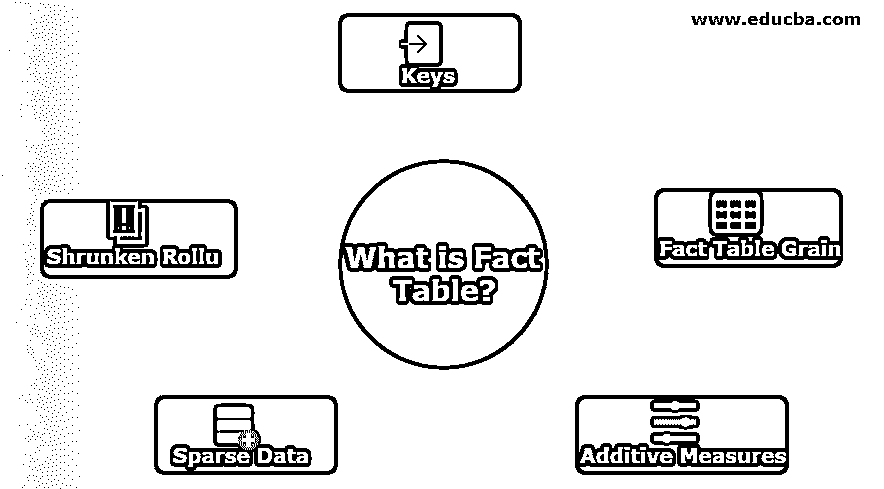 www.educba.com
Keys
Shrunken Rollu
What is Fact
Table?
Fact Table Grain
Sparse Data
Additive Measures